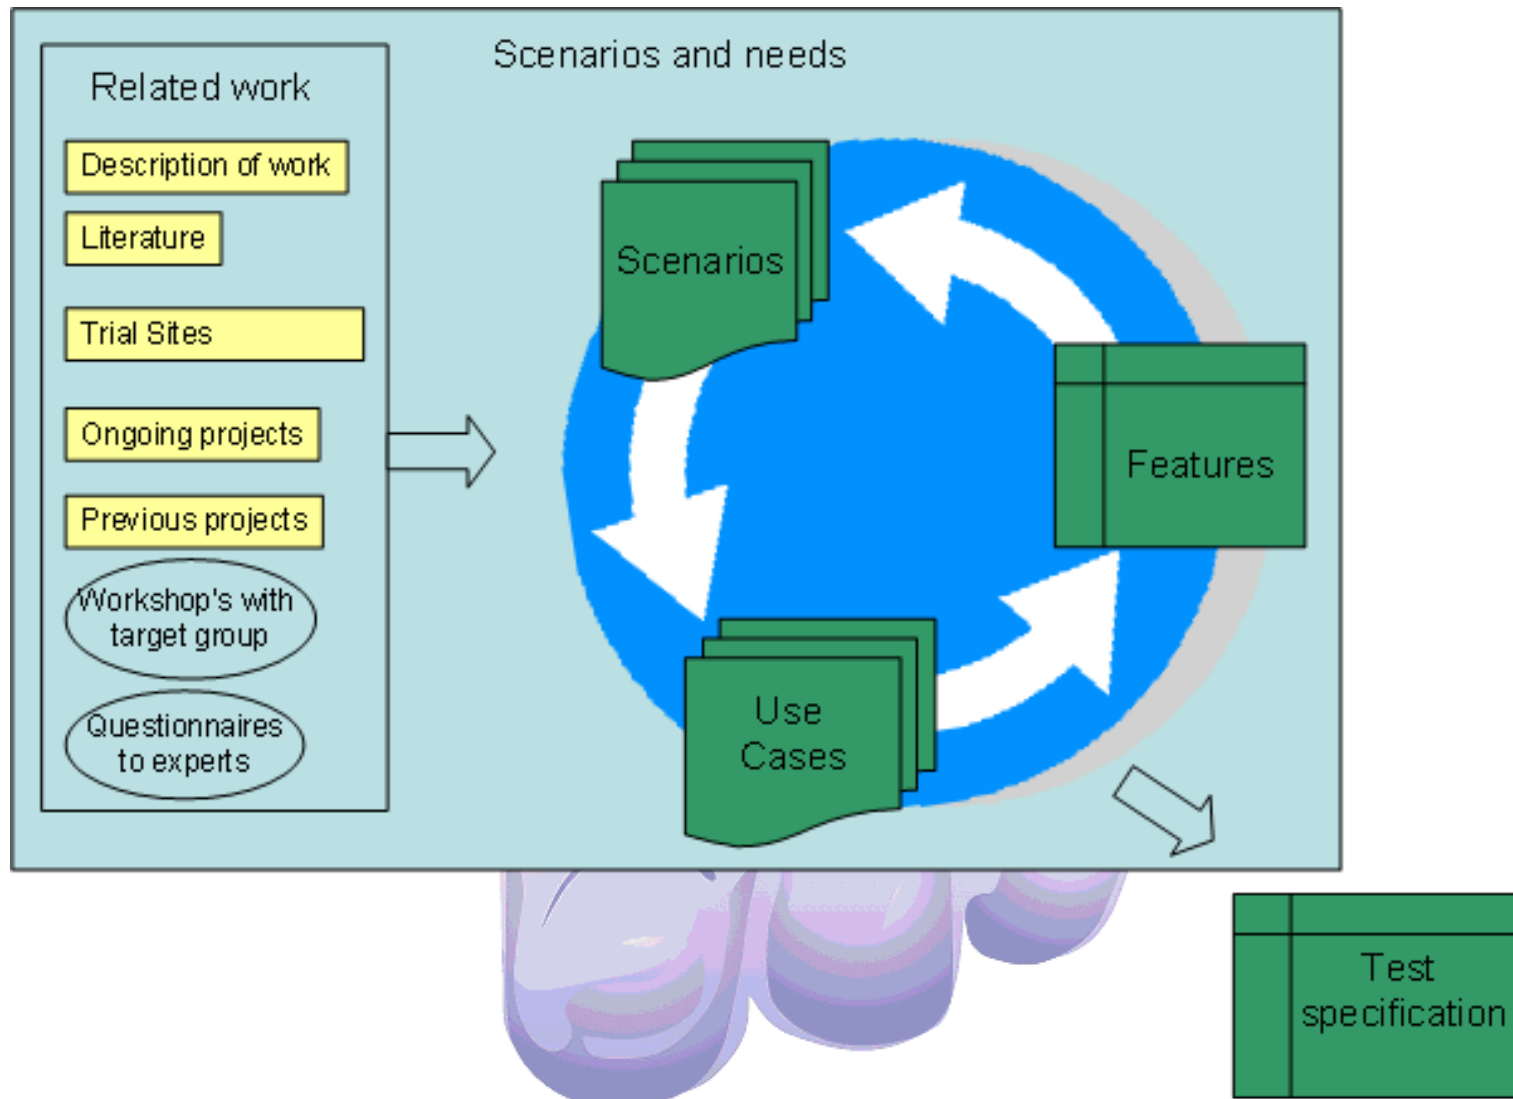 Scenarios and needs
Related work
Description of work
Literature
Trial Sites
Ongoing projects
Previous projects
Workshop's with
target group
Questionnaires
to experts
Scenarios
Features
Use
Cases
Test
specification